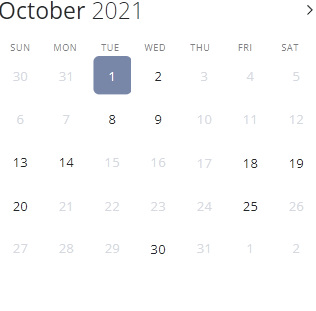 October 2021
SUN MON TUE WED THU FRI SAT
30 31 1 2 3 4 5
6 7 8 9 10 11 12
13 14 15 16 17 18 19
20 21 22 23 24 25 26
27 28 29 30 31 1 2